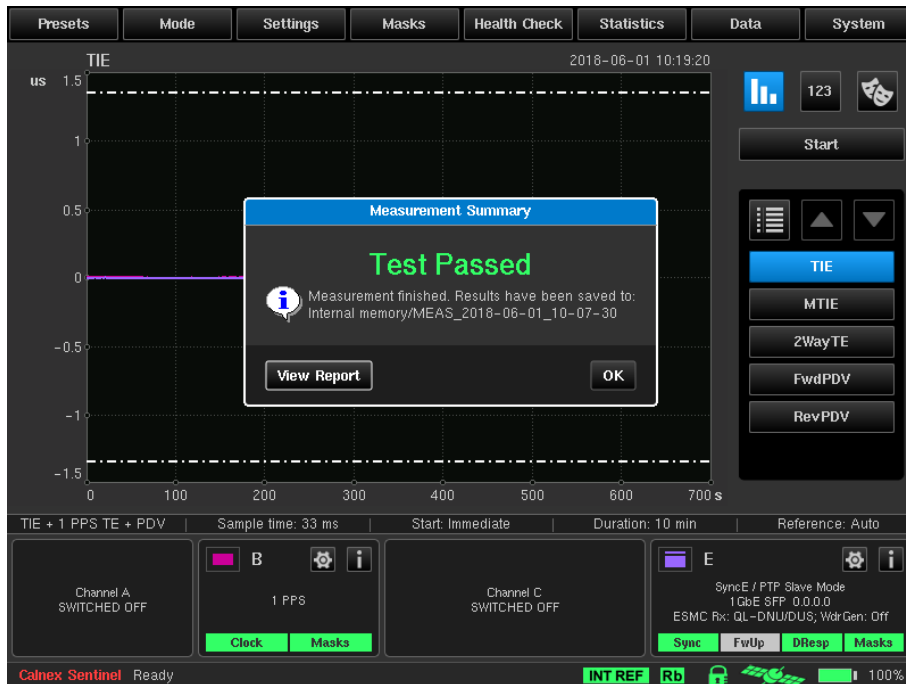 Presets Mode Settings Masks Health Check Statistics Data System
TIE 2018-06-01 10:19:20
us 1.5
1
0.5
0
-0.5
-1
-1.5
0 100 200 300 400 500 600 700 s
Measurement Summary
Test Passed
Measurement finished. Results have been saved to:
Internal memory/MEAS_2018-06-01_10-07-30
View Report OK
123
Start
TIE
MTIE
2WayTE
FwdPDV
RevPDV
TIE + 1 PPS TE + PDV | Sample time: 33 ms | Start: Immediate | Duration: 10 min | Reference: Auto
Channel A
SWITCHED OFF
B
1 PPS
Clock Masks
Channel C
SWITCHED OFF
E
SyncE / PTP Slave Mode
1GbE SFP 0.0.0.0
ESMC Rx: QL-DNU/DUS; WdrGen: Off
Sync FwUp DResp Masks
Calnex Sentinel Ready INT REF Rb 100%